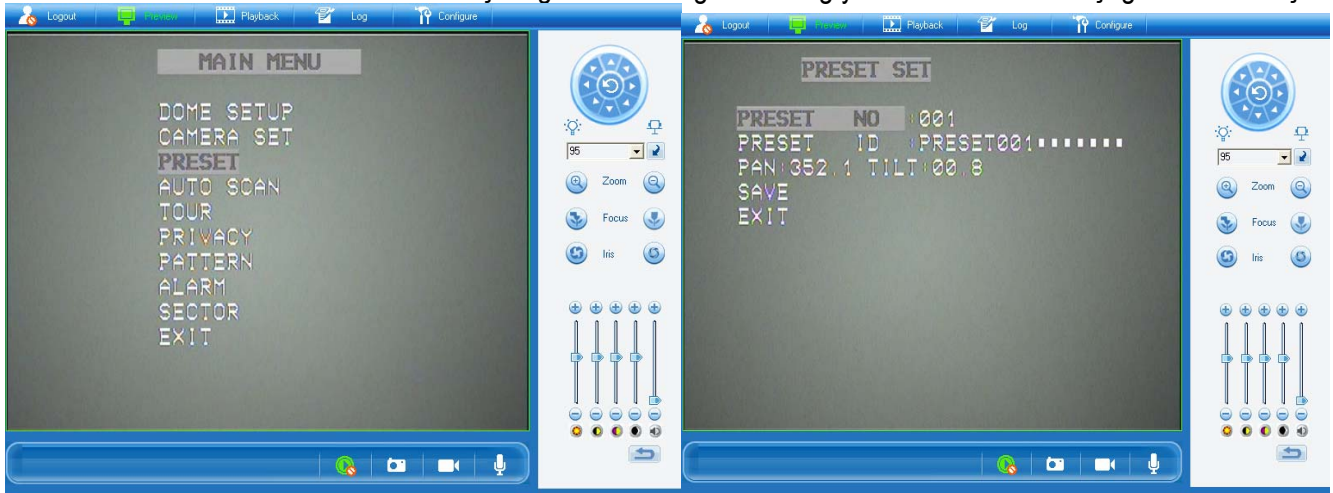 Logout Preview Playback Log Configure
MAIN MENU
DOME SETUP
CAMERA SET
PRESET
AUTO SCAN
TOUR
PRIVACY
PATTERN
ALARM
SECTOR
EXIT
95
Zoom
Focus
Iris
Logout Preview Playback Log Configure
PRESET SET
PRESET NO :001
PRESET ID :PRESET001
PAN:352.1 TILT:00.8
SAVE
EXIT
95
Zoom
Focus
Iris